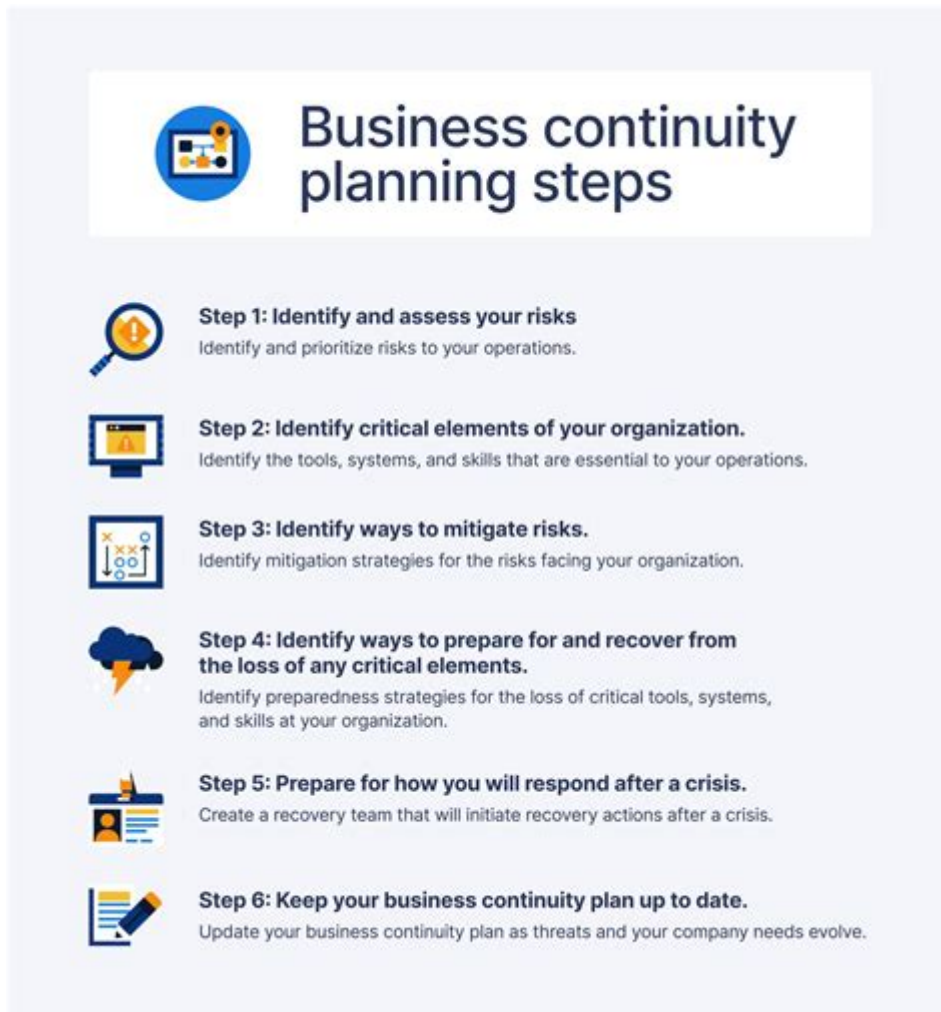 Business continuity
planning steps
Step 1: Identify and assess your risks
Identify and prioritize risks to your operations.
Step 2: Identify critical elements of your organization.
Identify the tools, systems, and skills that are essential to your operations.
Step 3: Identify ways to mitigate risks.
Identify mitigation strategies for the risks facing your organization.
Step 4: Identify ways to prepare for and recover from
the loss of any critical elements.
Identify preparedness strategies for the loss of critical tools, systems,
and skills at your organization.
Step 5: Prepare for how you will respond after a crisis.
Create a recovery team that will initiate recovery actions after a crisis.
Step 6: Keep your business continuity plan up to date.
Update your business continuity plan as threats and your company needs evolve.